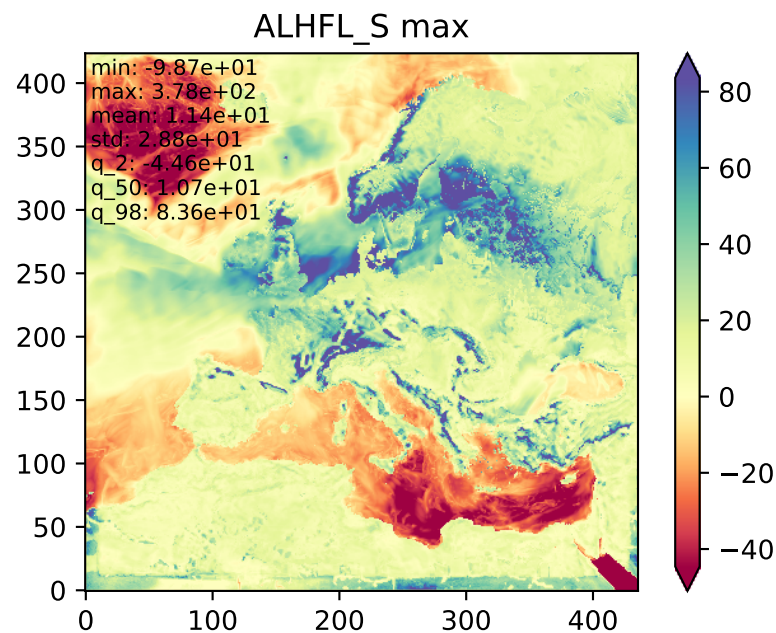 ALHFL_S max
min: -9.87e+01
max: 3.78e+02
mean: 1.14e+01
std: 2.88e+01
q_2: -4.46e+01
q_50: 1.07e+01
q_98: 8.36e+01
400
350
300
250
200
150
100
50
0
0 100 200 300 400
80
60
40
20
0
−20
−40